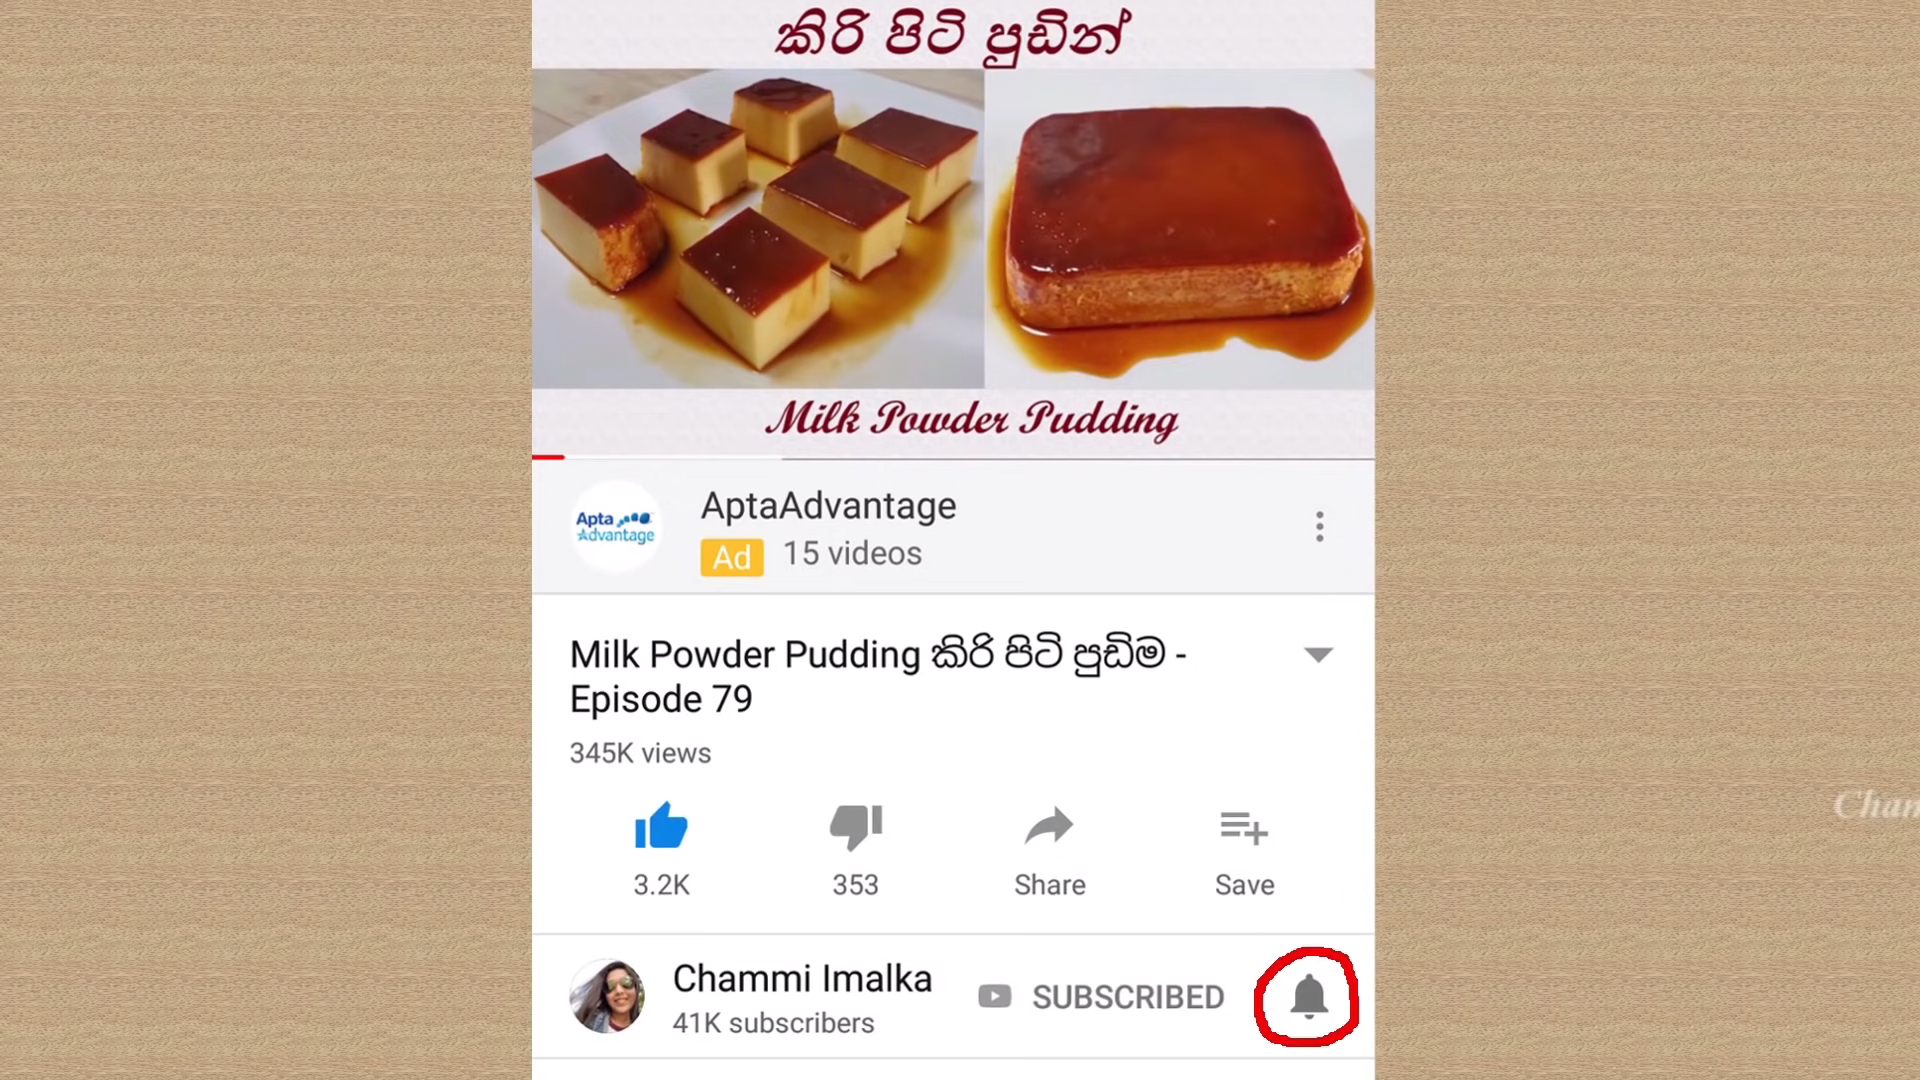 කිරි පිටි පුඩින්
Milk Powder Pudding
Apta
Advantage
AptaAdvantage
Ad 15 videos
Milk Powder Pudding කිරි පිටි පුඩිම -
Episode 79
345K views
3.2K 353 Share Save
Chammi Imalka SUBSCRIBED
41K subscribers